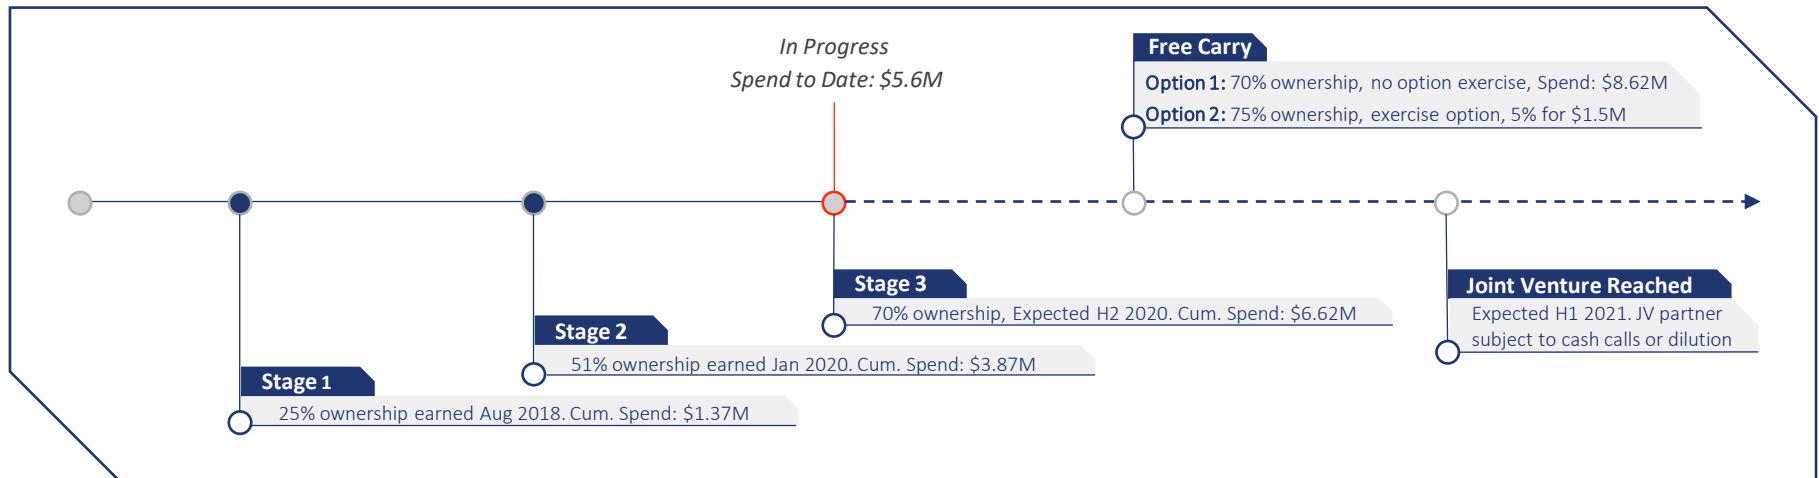 In Progress
Spend to Date: $5.6M
Free Carry
Option 1: 70% ownership, no option exercise, Spend: $8.62M
Option 2: 75% ownership, exercise option, 5% for $1.5M
Stage 1
25% ownership earned Aug 2018. Cum. Spend: $1.37M
Stage 2
51% ownership earned Jan 2020. Cum. Spend: $3.87M
Stage 3
70% ownership, Expected H2 2020. Cum. Spend: $6.62M
Joint Venture Reached
Expected H1 2021. JV partner
subject to cash calls or dilution